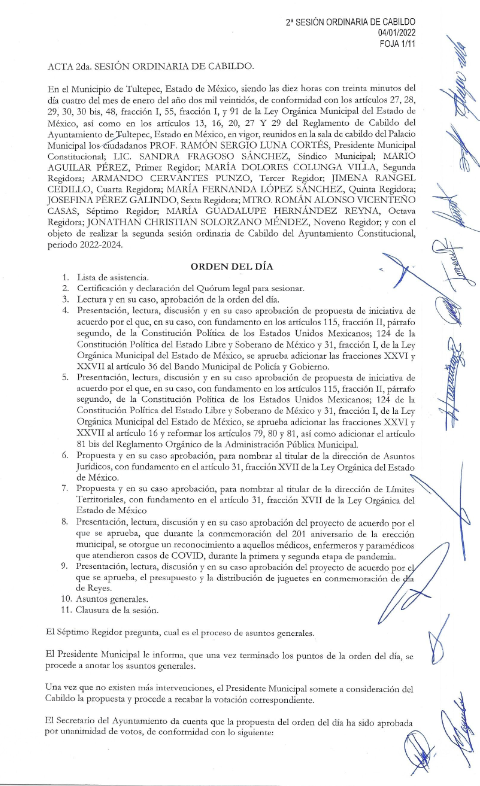 2ª SESIÓN ORDINARIA DE CABILDO
04/01/2022
FOJA 1/11
ACTA 2da. SESIÓN ORDINARIA DE CABILDO.
En el Municipio de Tultepec, Estado de México, siendo las diez horas con treinta minutos del
día cuatro del mes de enero del año dos mil veintidós, de conformidad con los artículos 27, 28,
29, 30, 30 bis, 48, fracción I, 55, fracción I, y 91 de la Ley Orgánica Municipal del Estado de
México, así como en los artículos 13, 16, 20, 27 Y 29 del Reglamento de Cabildo del
Ayuntamiento de Tultepec, Estado en México, en vigor, reunidos en la sala de cabildo del Palacio
Municipal los ciudadanos PROF. RAMÓN SERGIO LUNA CORTÉS, Presidente Municipal
Constitucional; LIC. SANDRA FRAGOSO SÁNCHEZ, Síndico Municipal; MARIO
AGUILAR PÉREZ, Primer Regidor; MARÍA DOLORES COLUNGA VILLA, Segunda
Regidora; ARMANDO CERVANTES PUNZO, Tercer Regidor; JIMENA RANGEL
CEDILLO, Cuarta Regidora; MARÍA FERNANDA LÓPEZ SÁNCHEZ, Quinta Regidora;
JOSEFINA PÉREZ GALINDO, Sexta Regidora; MTRO. ROMÁN ALONSO VICENTEÑO
CASAS, Séptimo Regidor; MARÍA GUADALUPE HERNÁNDEZ REYNA, Octava
Regidora; JONATHAN CHRISTIAN SOLORZANO MÉNDEZ, Noveno Regidor; y con el
objeto de realizar la segunda sesión ordinaria de Cabildo del Ayuntamiento Constitucional,
periodo 2022-2024.
ORDEN DEL DÍA
1. Lista de asistencia.
2. Certificación y declaración del Quórum legal para sesionar.
3. Lectura y en su caso, aprobación de la orden del día.
4. Presentación, lectura, discusión y en su caso aprobación de propuesta de iniciativa de
acuerdo por el que, en su caso, con fundamento en los artículos 115, fracción II, párrafo
segundo, de la Constitución Política de los Estados Unidos Mexicanos; 124 de la
Constitución Política del Estado Libre y Soberano de México y 31, fracción I, de la Ley
Orgánica Municipal del Estado de México, se aprueba adicionar las fracciones XXVI y
XXVII al artículo 36 del Bando Municipal de Policía y Gobierno.
5. Presentación, lectura, discusión y en su caso aprobación de propuesta de iniciativa de
acuerdo por el que, en su caso, con fundamento en los artículos 115, fracción II, párrafo
segundo, de la Constitución Política de los Estados Unidos Mexicanos; 124 de la
Constitución Política del Estado Libre y Soberano de México y 31, fracción I, de la Ley
Orgánica Municipal del Estado de México, se aprueba adicionar las fracciones XXVI y
XXVII al artículo 16 y reformar los artículos 79, 80 y 81, así como adicionar el artículo
81 bis del Reglamento Orgánico de la Administración Pública Municipal.
6. Propuesta y en su caso aprobación, para nombrar al titular de la dirección de Asuntos
Jurídicos, con fundamento en el artículo 31, fracción XVII de la Ley Orgánica del Estado
de México.
7. Propuesta y en su caso aprobación, para nombrar al titular de la dirección de Límites
Territoriales, con fundamento en el artículo 31, fracción XVII de la Ley Orgánica del
Estado de México
8. Presentación, lectura, discusión y en su caso aprobación del proyecto de acuerdo por el
que se aprueba, que durante la conmemoración del 201 aniversario de la erección
municipal, se otorgue un reconocimiento a aquellos médicos, enfermeros y paramédicos
que atendieron casos de COVID, durante la primera y segunda etapa de pandemia.
9. Presentación, lectura, discusión y en su caso aprobación del proyecto de acuerdo por el
que se aprueba, el presupuesto y la distribución de juguetes en conmemoración de día
de Reyes.
10. Asuntos generales.
11. Clausura de la sesión.
El Séptimo Regidor pregunta, cual es el proceso de asuntos generales.
El Presidente Municipal le informa, que una vez terminado los puntos de la orden del día, se
procede a anotar los asuntos generales.
Una vez que no existen más intervenciones, el Presidente Municipal somete a consideración del
Cabildo la propuesta y procede a recabar la votación correspondiente.
El Secretario del Ayuntamiento da cuenta que la propuesta del orden del día ha sido aprobada
por unanimidad de votos, de conformidad con lo siguiente: